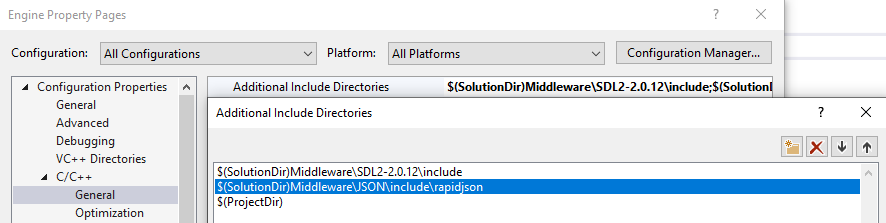 Engine Property Pages
Configuration: All Configurations Platform: All Platforms Configuration Manager...
Configuration Properties
General
Advanced
Debugging
VC++ Directories
C/C++
General
Optimization
Additional Include Directories $(SolutionDir)Middleware\SDL2-2.0.12\include;$(Solution
Additional Include Directories
$(SolutionDir)Middleware\SDL2-2.0.12\include
$(SolutionDir)Middleware\JSON\include\rapidjson
$(ProjectDir)